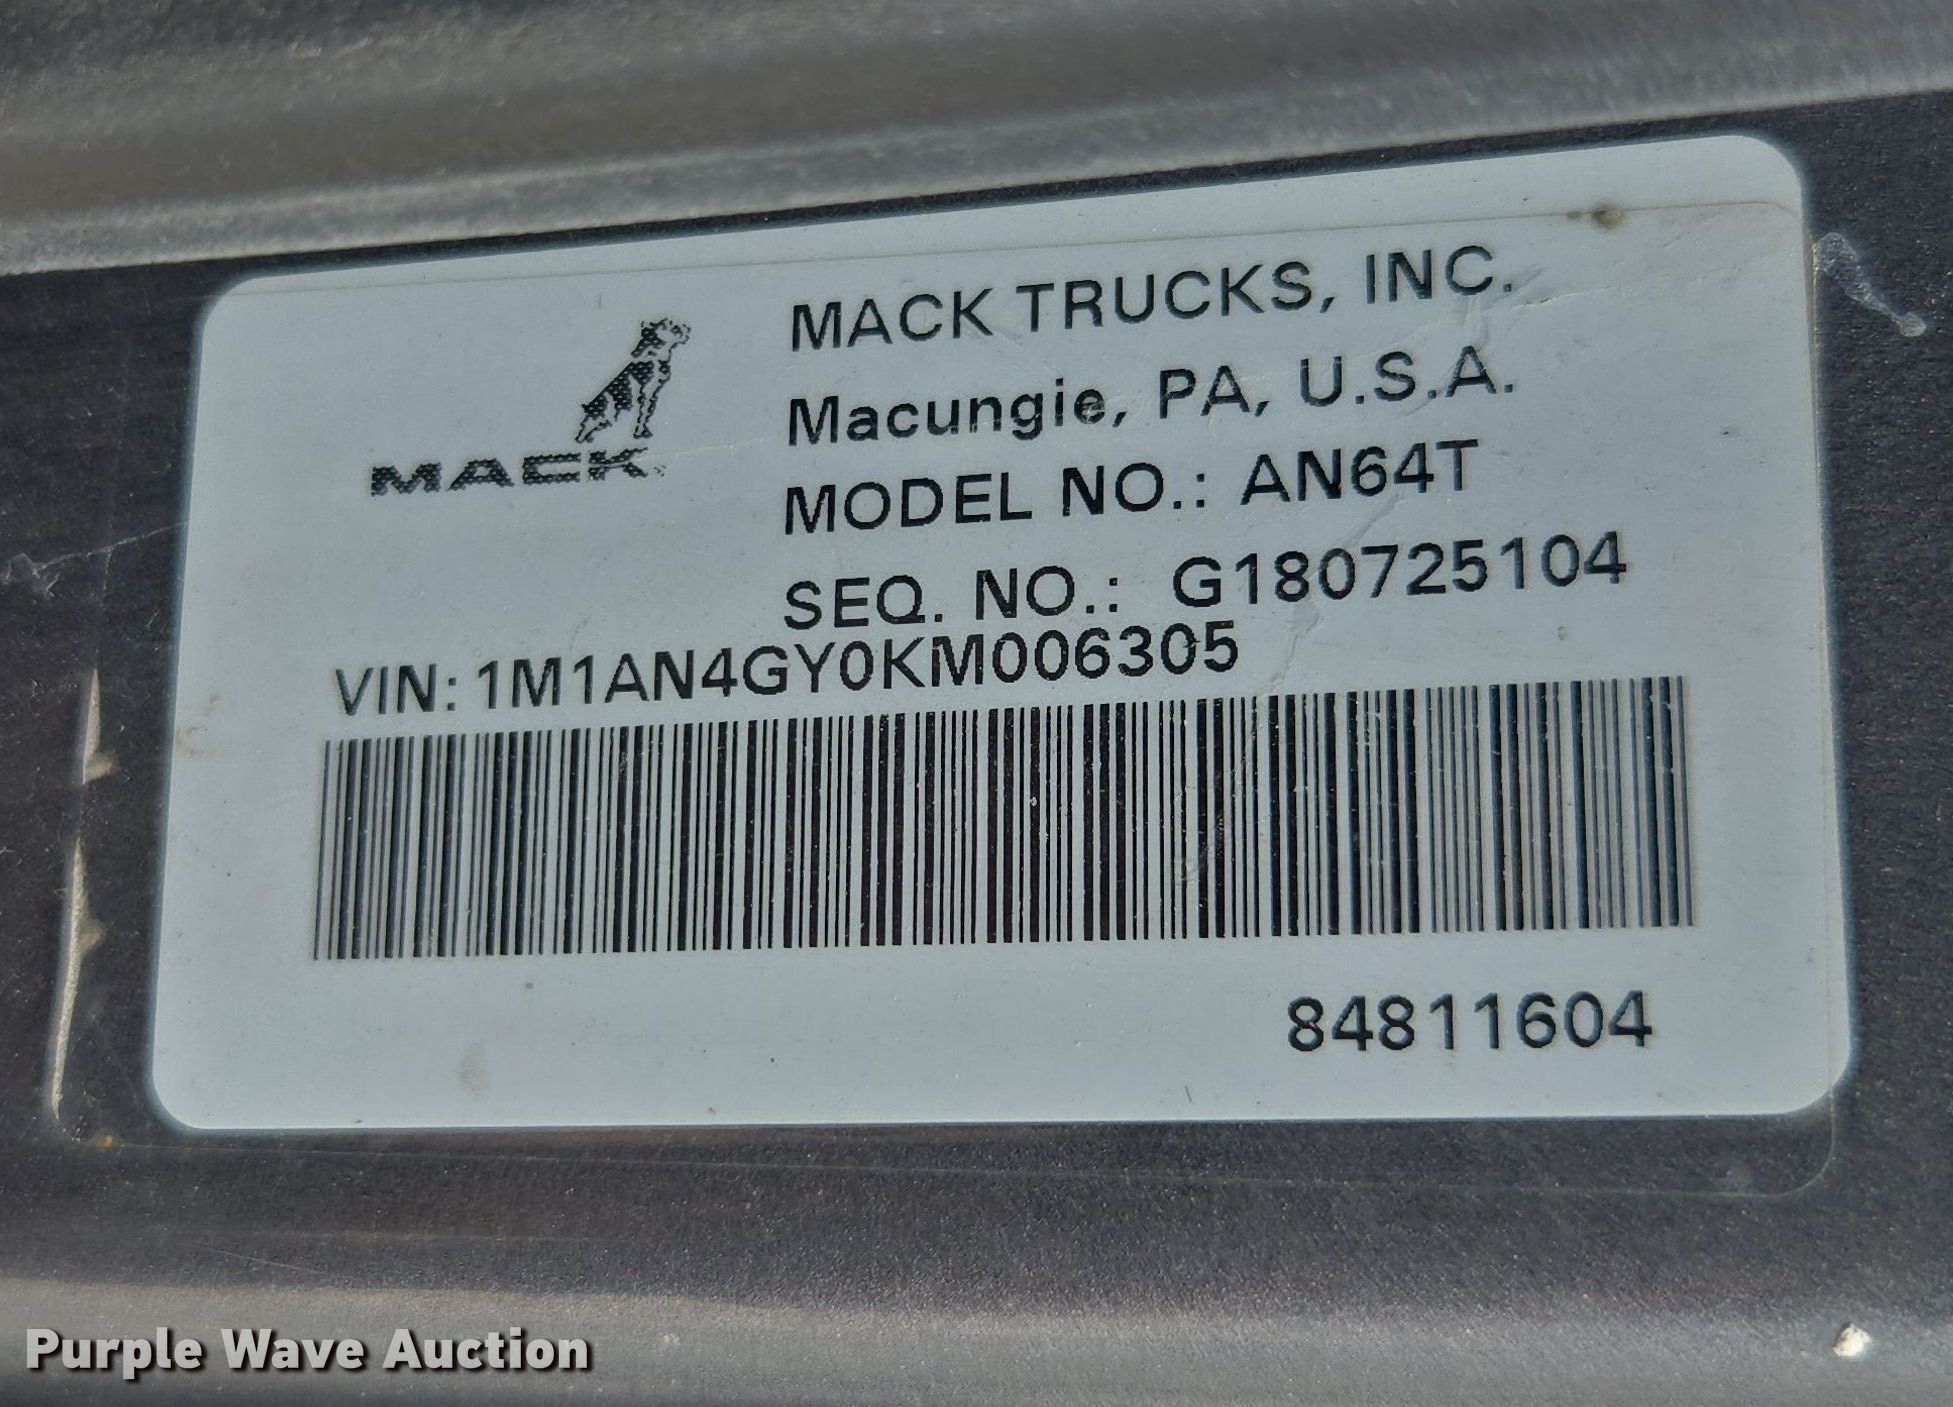 MACK TRUCKS, INC.
Macungie, PA, U.S.A.
MACK
MODEL NO.: AN64T
SEQ. NO.: G180725104
VIN: 1M1AN4GY0KM006305
84811604
Purple Wave Auction